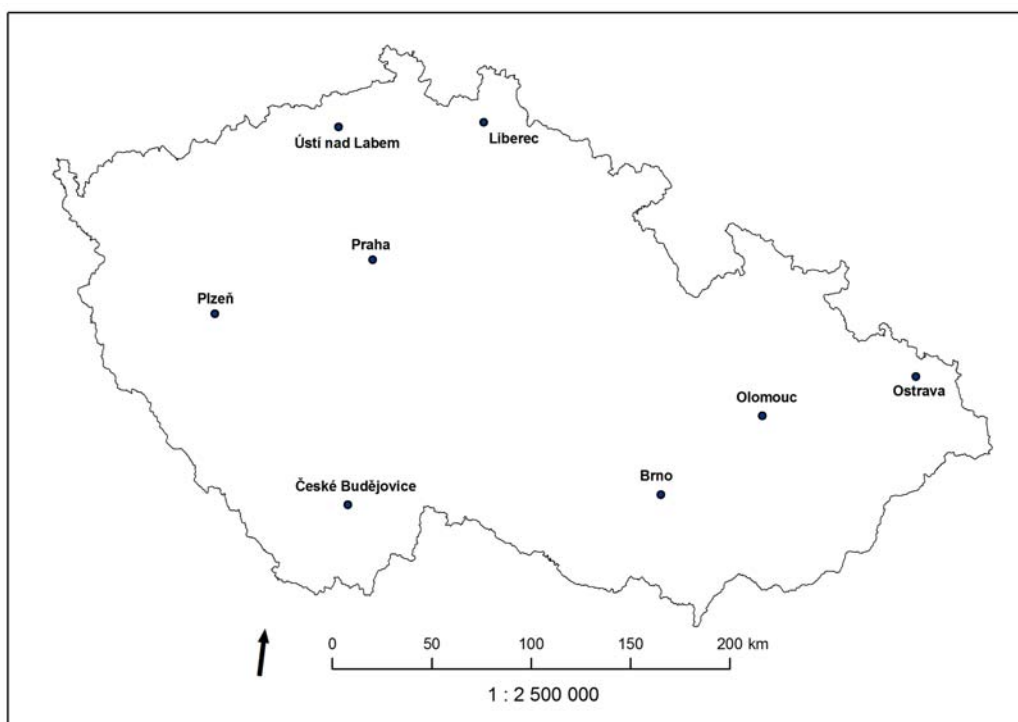 Liberec
Ústí nad Labem
Praha
Plzeň
Ostrava
Olomouc
Brno
České Budějovice
0 50 100 150 200 km
1 : 2 500 000